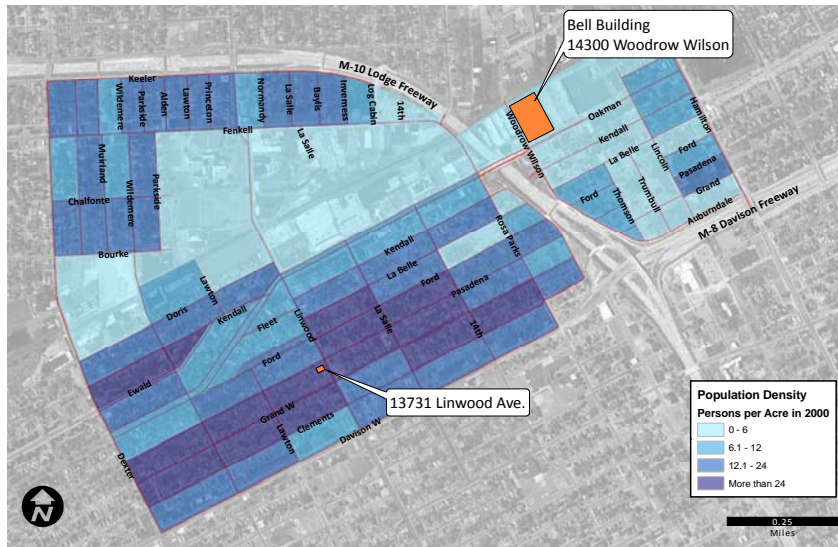 Bell Building
14300 Woodrow Wilson
M-10 Lodge Freeway
Keeler
Wildemere
Parkside
Alden
Lawton
Princeton
Normandy
La Salle
Baylis
Inverness
Log Cabin
14th
Fenkell
La Salle
Woodrow Wilson
Oakman
Kendall
La Belle
Lincoln
Hamilton
Ford
Pasadena
Grand
Auburndale
Trumbull
Thomson
Ford
M-8 Davison Freeway
Muirland
Wildemere
Parkside
Chalfonte
Bourke
Rosa Parks
Kendall
La Belle
Ford
Pasadena
La Salle
14th
Lawton
Doris
Kendall
Fleet
Linwood
Ford
Ewald
13731 Linwood Ave.
Grand W
Clements
Lawton
Davison W
Dexter
Population Density
Persons per Acre in 2000
0 - 6
6.1 - 12
12.1 - 24
More than 24
N
0.25
Miles